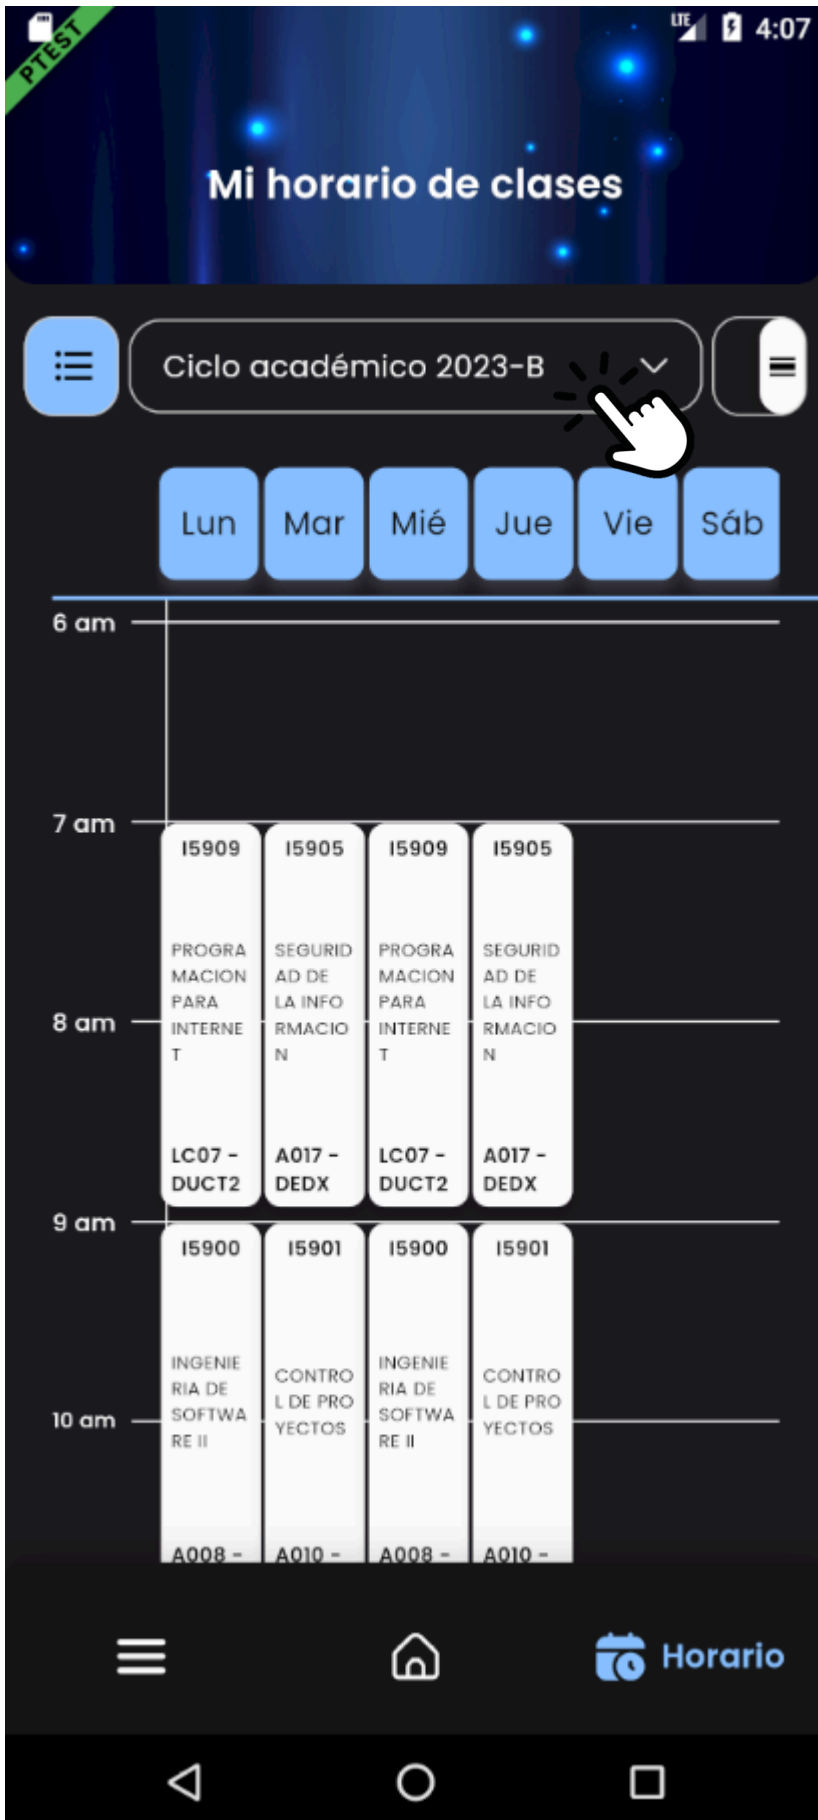 PTEST
LTE 4:07
Mi horario de clases
Ciclo académico 2023-B
Lun Mar Mié Jue Vie Sáb
6 am
7 am
I5909 I5905 I5909 I5905
PROGRA SEGURID PROGRA SEGURID
MACION AD DE MACION AD DE
PARA LA INFO PARA LA INFO
8 am INTERNE RMACIO INTERNE RMACIO
T N T N
LC07 - A017 - LC07 - A017 -
DUCT2 DEDX DUCT2 DEDX
9 am
I5900 I5901 I5900 I5901
INGENIE CONTRO INGENIE CONTRO
RIA DE L DE PRO RIA DE L DE PRO
10 am SOFTWA YECTOS SOFTWA YECTOS
RE II RE II
A008 - A010 - A008 - A010 -
Horario